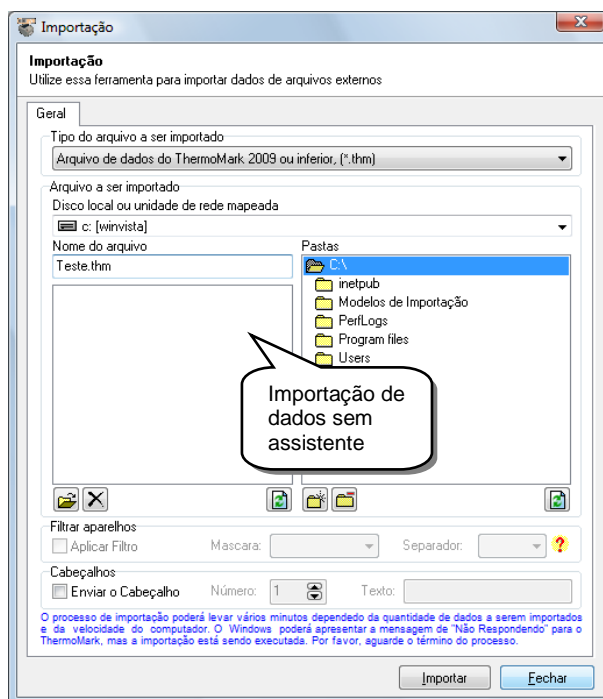 Importação
X
Importação
Utilize essa ferramenta para importar dados de arquivos externos
Geral
Tipo do arquivo a ser importado
Arquivo de dados do ThermoMark 2009 ou inferior, (*.thm)
Arquivo a ser importado
Disco local ou unidade de rede mapeada
c: [winvista]
Nome do arquivo
Pastas
Teste.thm
C:\
inetpub
Modelos de Importação
PerfLogs
Program files
Users
Importação de
dados sem
assistente
Filtrar aparelhos
Aplicar Filtro Mascara: Separador: ?
Cabeçalhos
Enviar o Cabeçalho Número: 1 Texto:
O processo de importação poderá levar vários minutos dependedo da quantidade de dados a serem importados
e da velocidade do computador. O Windows poderá apresentar a mensagem de "Não Respondendo" para o
ThermoMark, mas a importação está sendo executada. Por favor, aguarde o término do processo.
Importar Fechar